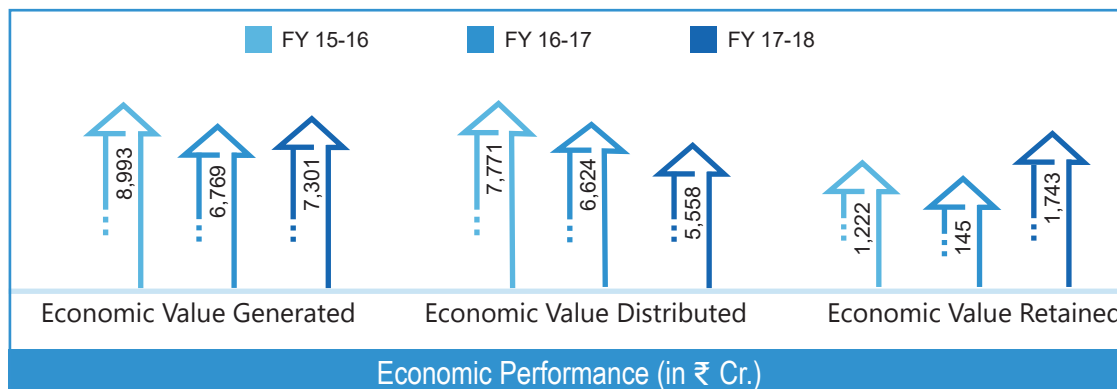 FY 15-16 FY 16-17 FY 17-18
8,993 6,769 7,301 7,771 6,624 5,558 1,222 145 1,743
Economic Value Generated Economic Value Distributed Economic Value Retained
Economic Performance (in ₹ Cr.)